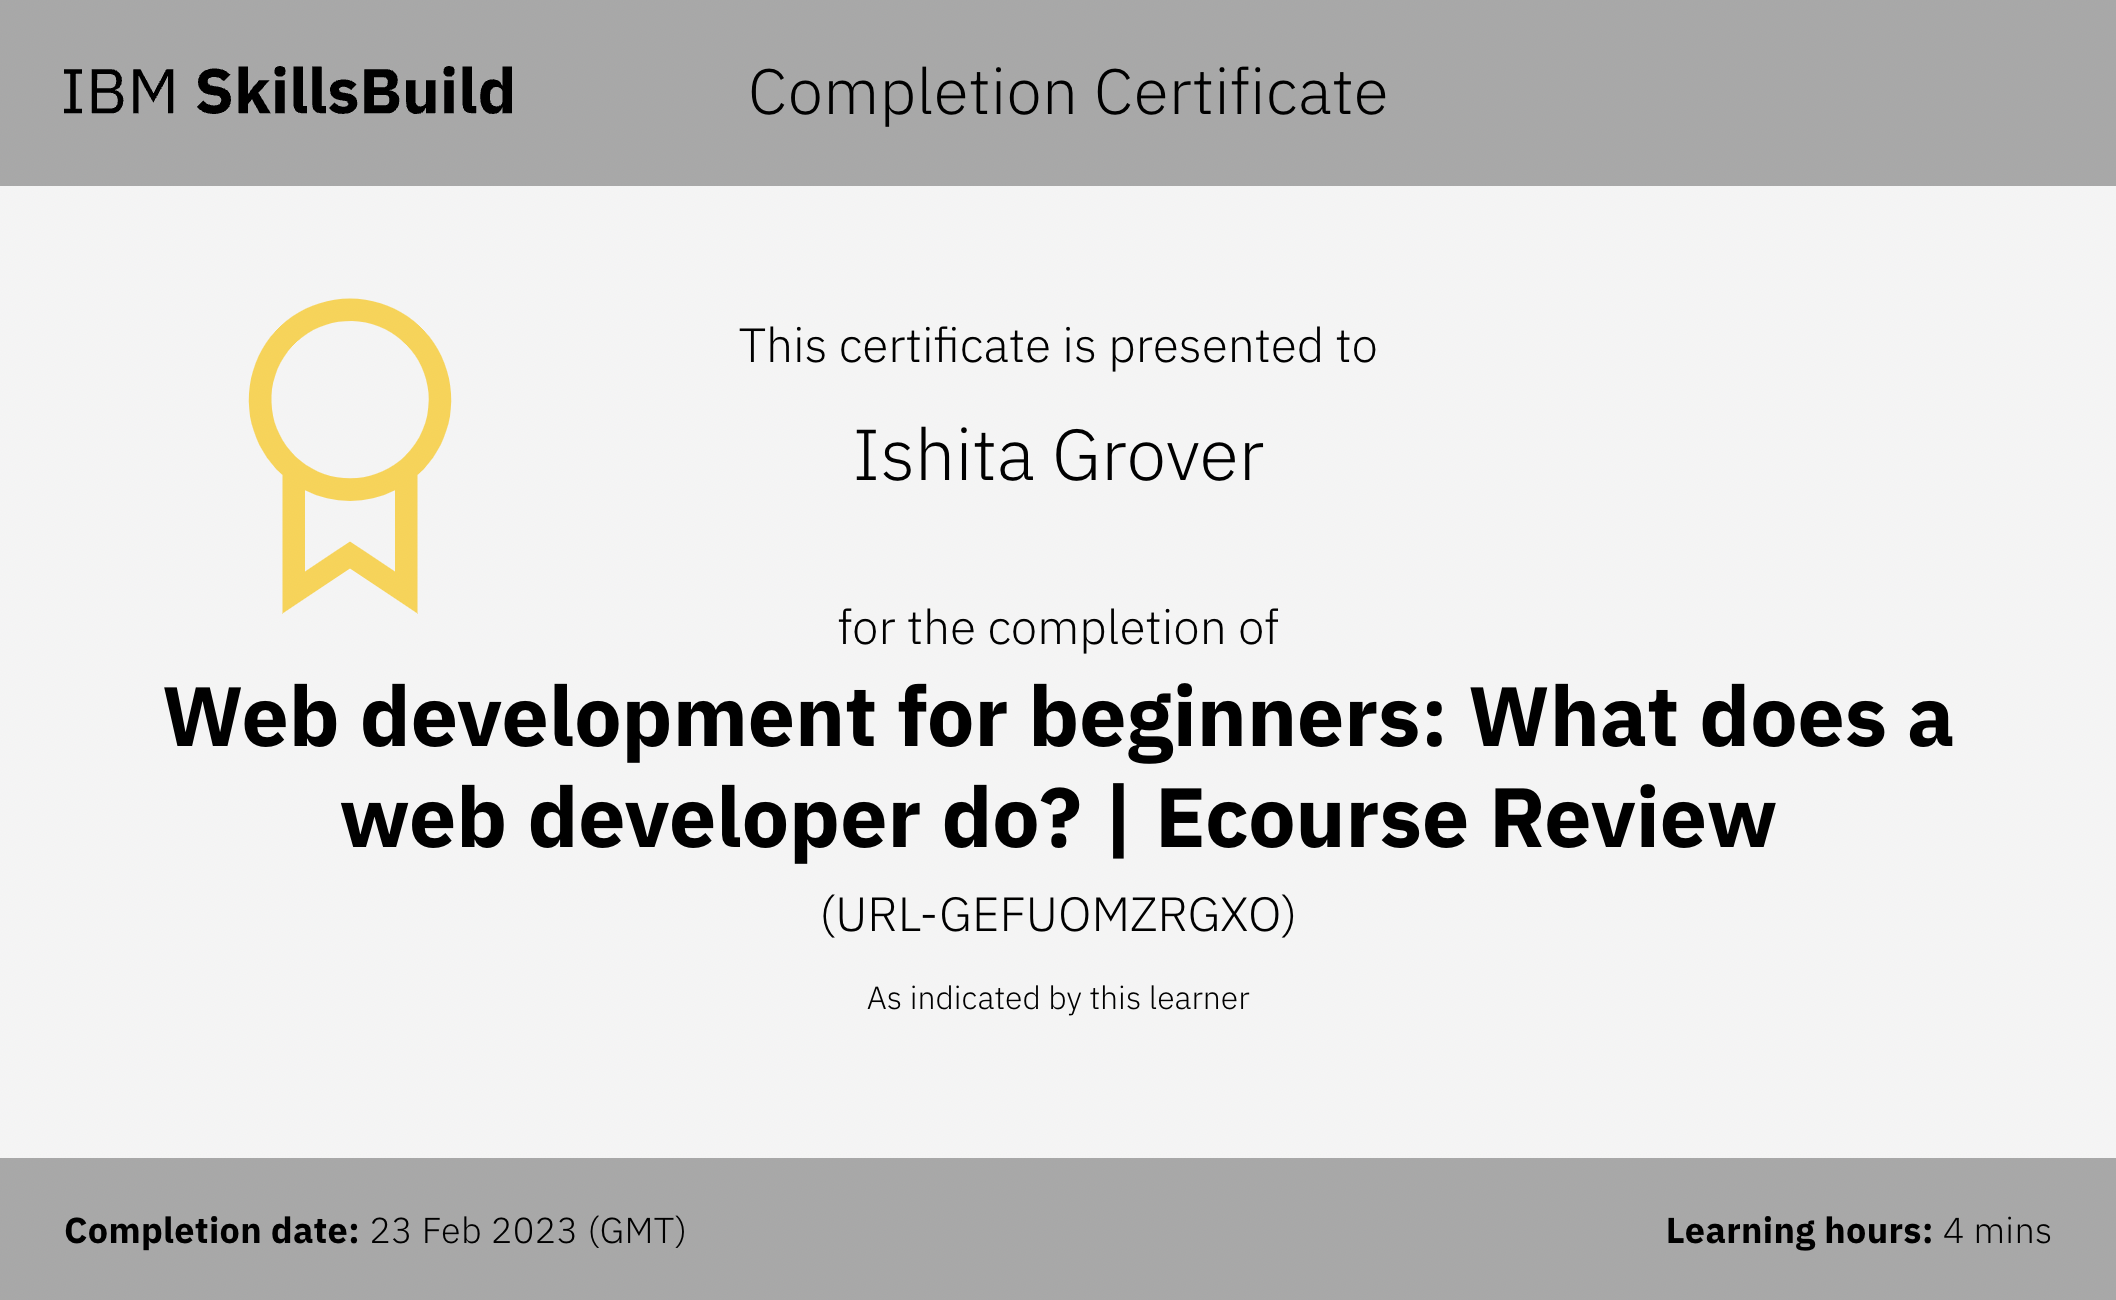 IBM SkillsBuild
Completion Certificate
This certificate is presented to
Ishita Grover
for the completion of
Web development for beginners: What does a
web developer do? | Ecourse Review
(URL-GEFUOMZRGXO)
As indicated by this learner
Completion date: 23 Feb 2023 (GMT)
Learning hours: 4 mins